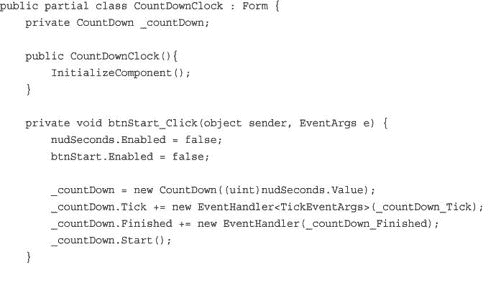 public partial class CountDownClock : Form {
    private CountDown _countDown;

    public CountDownClock(){
        InitializeComponent();
    }

    private void btnStart_Click(object sender, EventArgs e) {
        nudSeconds.Enabled = false;
        btnStart.Enabled = false;

        _countDown = new CountDown((uint)nudSeconds.Value);
        _countDown.Tick += new EventHandler<TickEventArgs>(_countDown_Tick);
        _countDown.Finished += new EventHandler(_countDown_Finished);
        _countDown.Start();
    }